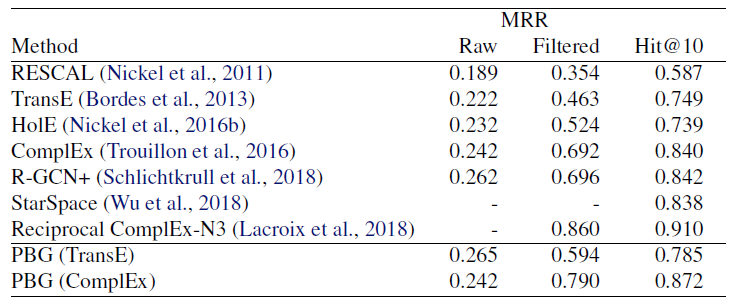 MRR
Method Raw Filtered Hit@10
RESCAL (Nickel et al., 2011) 0.189 0.354 0.587
TransE (Bordes et al., 2013) 0.222 0.463 0.749
HolE (Nickel et al., 2016b) 0.232 0.524 0.739
ComplEx (Trouillon et al., 2016) 0.242 0.692 0.840
R-GCN+ (Schlichtkrull et al., 2018) 0.262 0.696 0.842
StarSpace (Wu et al., 2018) - - 0.838
Reciprocal ComplEx-N3 (Lacroix et al., 2018) - 0.860 0.910
PBG (TransE) 0.265 0.594 0.785
PBG (ComplEx) 0.242 0.790 0.872